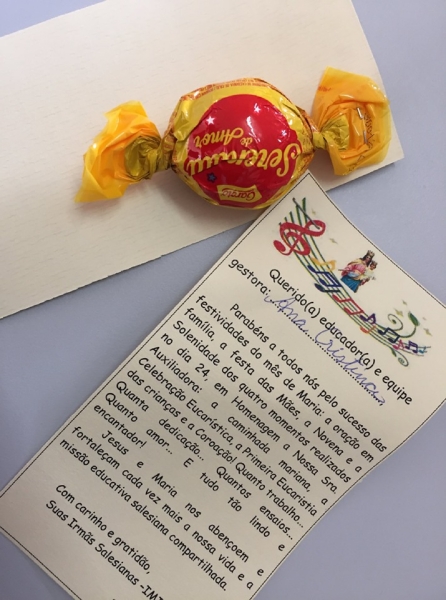 Serenata
de Amor
Garoto
Querido(a) educador(a) e equipe
gestora: Ana Cristina
Parabéns a todos nós pelo sucesso das
festividades do mês de Maria: a oração em
família, a festa das Mães, a Novena e a
Solenidade dos quatro momentos realizados
no dia 24, em Homenagem a Nossa Sra
Auxiliadora: a caminhada mariana, a
Celebração Eucarística, a Primeira Eucaristia
das crianças e a Coroação! Quanto trabalho...
Quanta dedicação... Quantos ensaios...
Quanto amor... E tudo tão lindo e
encantador!
Jesus e Maria nos abençoem e
fortaleçam cada vez mais a nossa vida e a
missão educativa salesiana compartilhada.
Com carinho e gratidão,
Suas Irmãs Salesianas